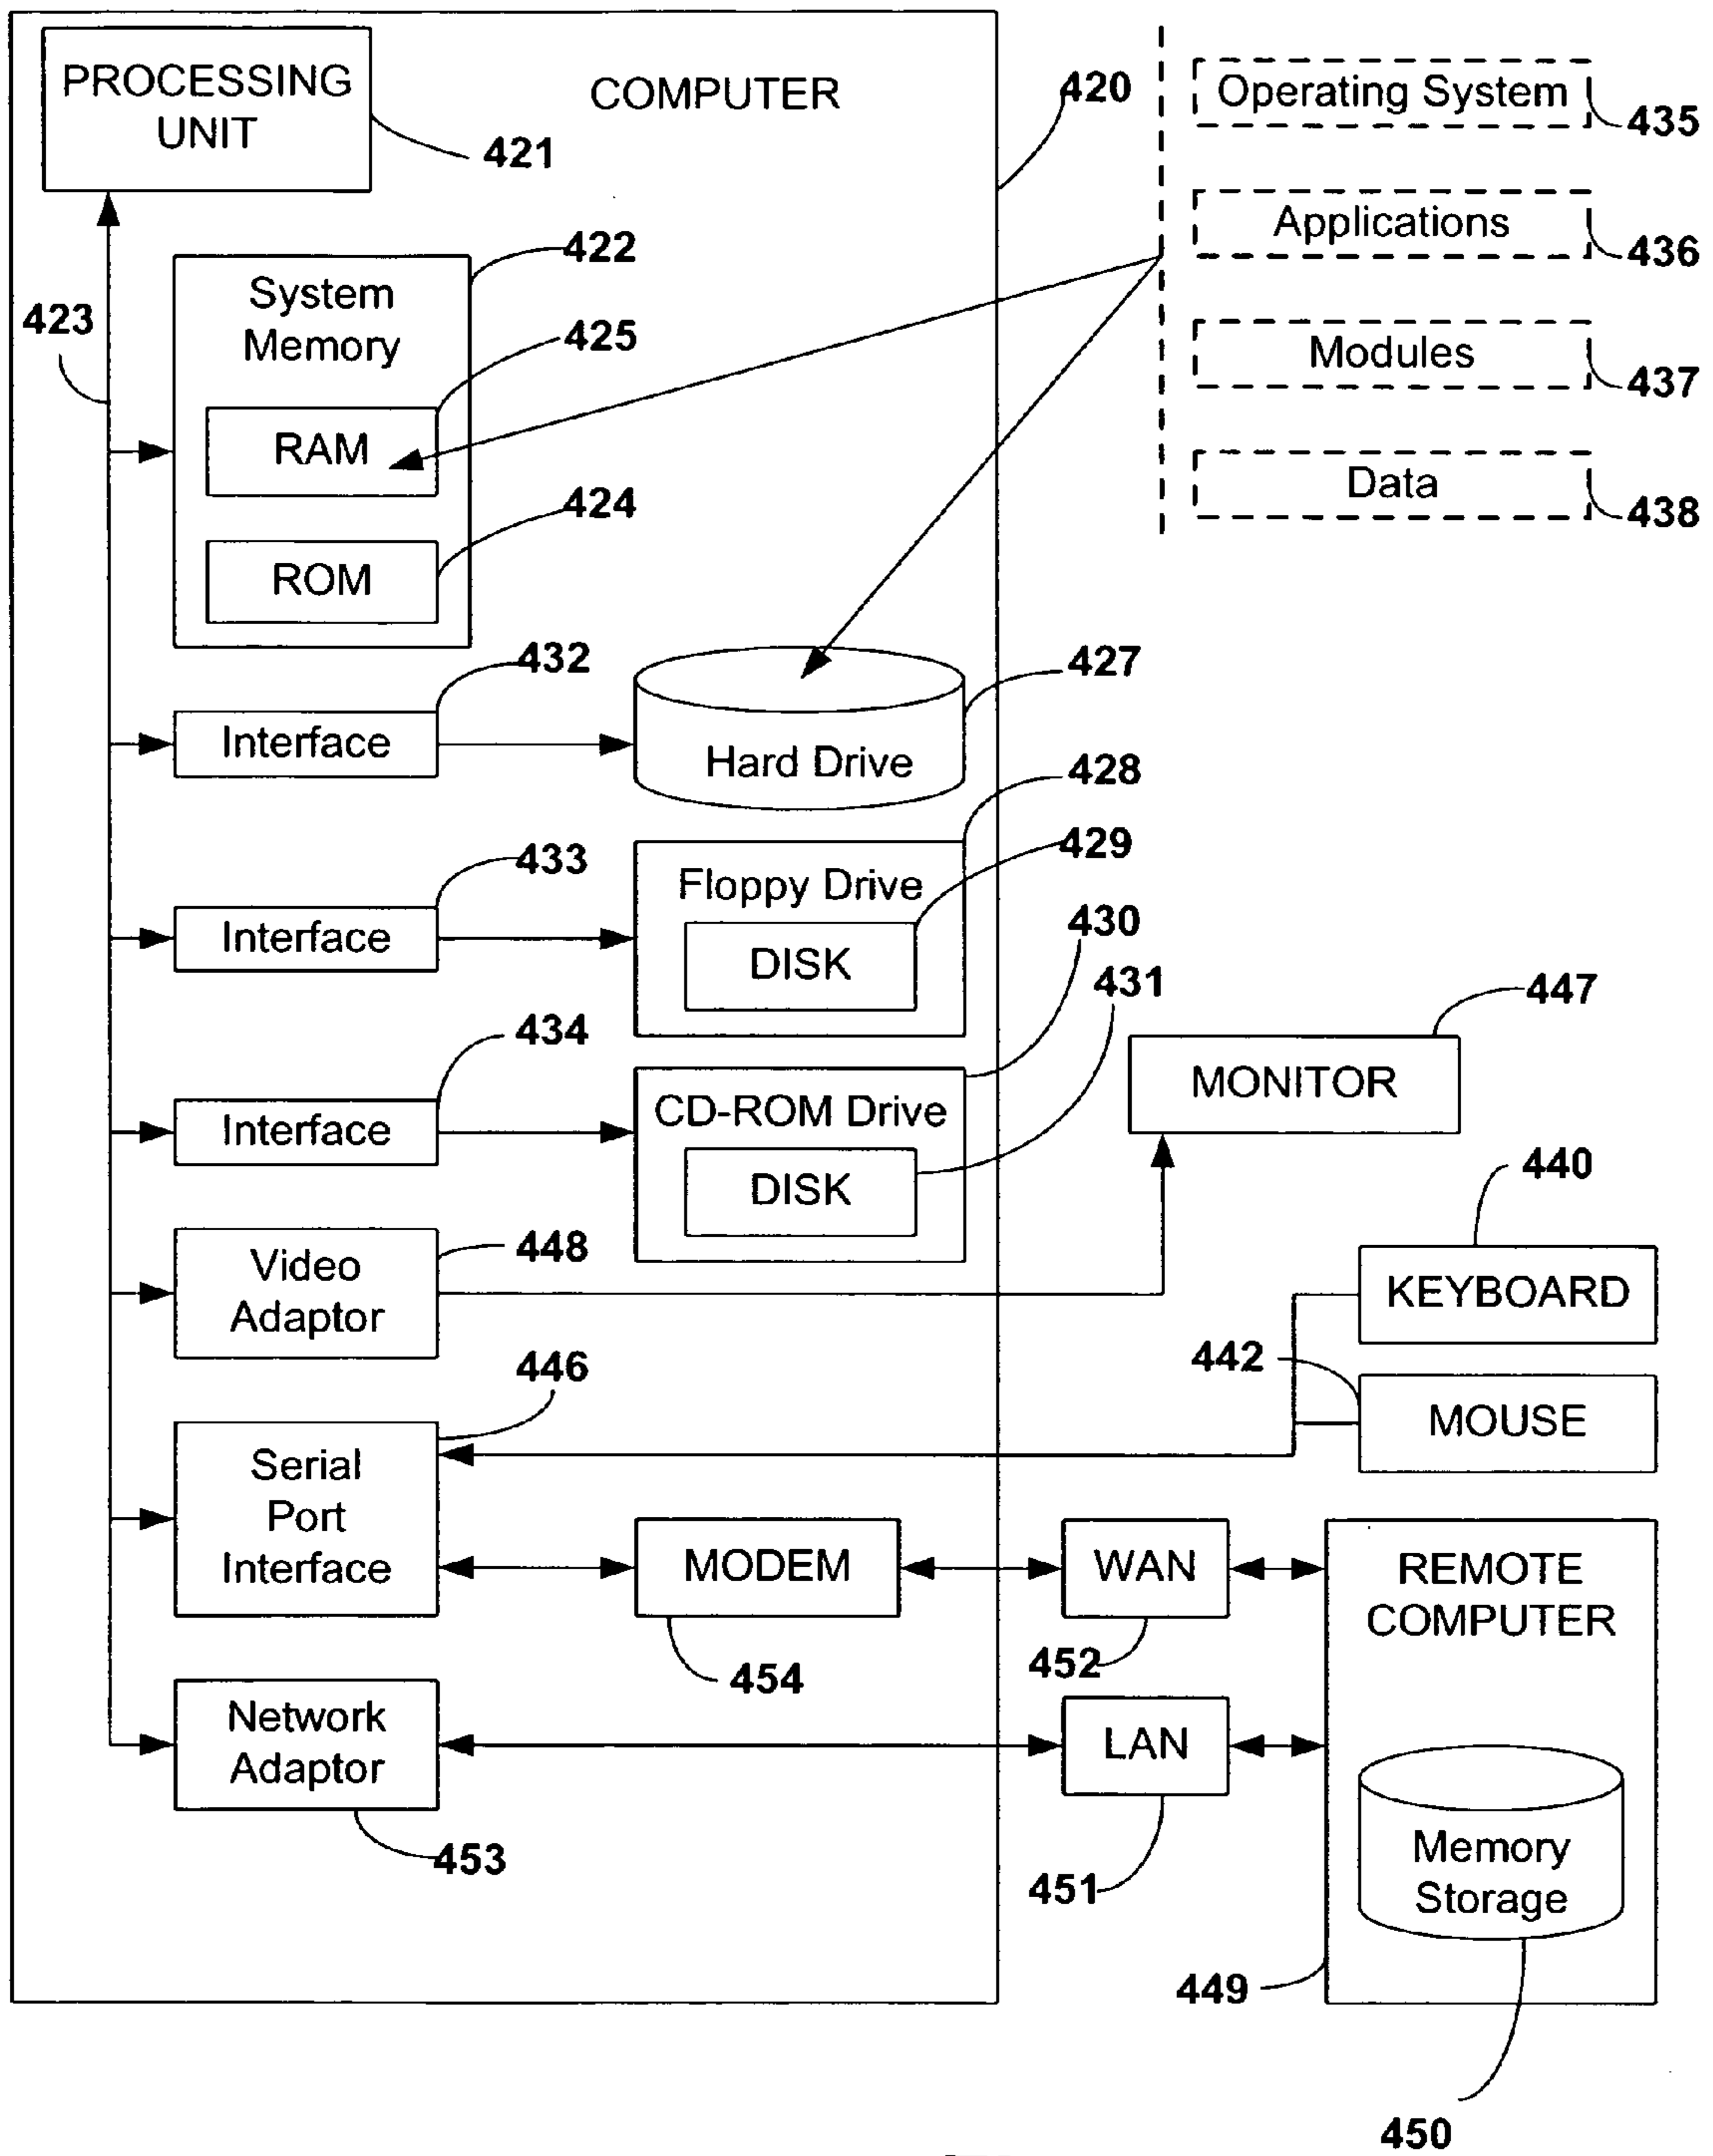 PROCESSING
UNIT
421
COMPUTER
420
Operating System
435
Applications
436
Modules
437
Data
438
423
422
System
Memory
425
RAM
424
ROM
432
Interface
427
Hard Drive
428
433
Interface
Floppy Drive
429
DISK
430
431
434
Interface
CD-ROM Drive
DISK
447
MONITOR
440
KEYBOARD
442
MOUSE
448
Video
Adaptor
446
Serial
Port
Interface
MODEM
454
WAN
452
REMOTE
COMPUTER
Network
Adaptor
453
LAN
451
Memory
Storage
449
450